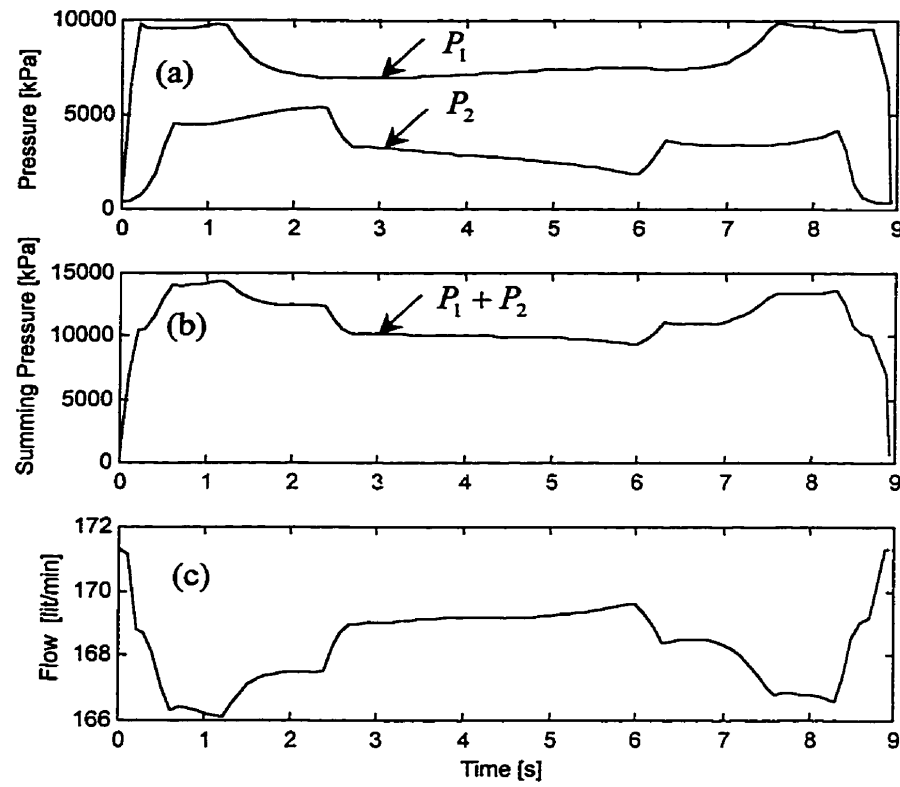 10000
5000
0
Pressure [kPa]
(a)
P1
P2
0 1 2 3 4 5 6 7 8 9
15000
10000
5000
0
Summing Pressure [kPa]
(b)
P1 + P2
0 1 2 3 4 5 6 7 8 9
172
170
168
166
Flow [lit/min]
(c)
0 1 2 3 4 5 6 7 8 9
Time [s]